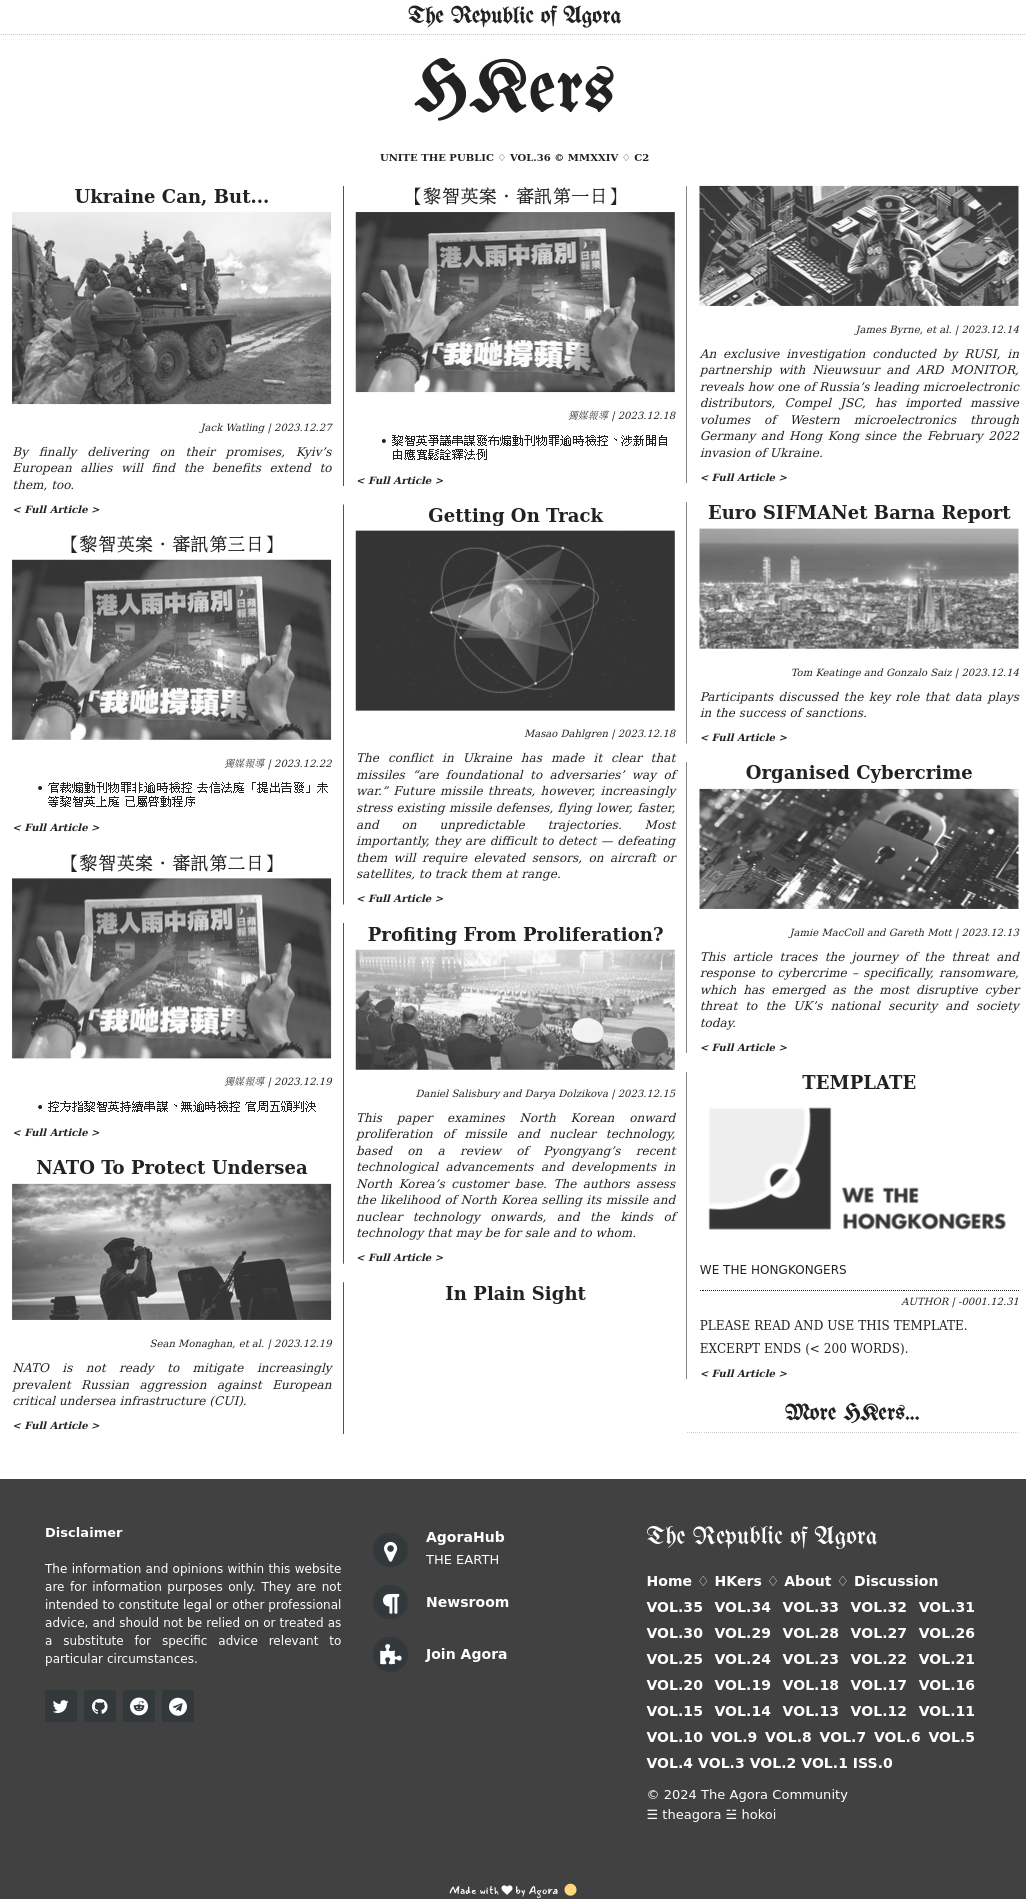 The Republic of Agora
HKers
UNITE THE PUBLIC ♢ VOL.36 © MMXXIV ♢ C2
Ukraine Can, But…
Jack Watling | 2023.12.27
By finally delivering on their promises, Kyiv’s
European allies will find the benefits extend to
them, too.
< Full Article >
【黎智英案・審訊第三日】
港人雨中痛別
蘋果日報
「我哋撐蘋果
獨媒報導 | 2023.12.22
• 官裁煽動刊物罪非逾時檢控 去信法庭「提出告發」未
等黎智英上庭 已屬啓動程序
< Full Article >
【黎智英案・審訊第二日】
港人雨中痛別
蘋果日報
「我哋撐蘋果
獨媒報導 | 2023.12.19
• 控方指黎智英持續串謀、無逾時檢控 官周五頒判決
< Full Article >
NATO To Protect Undersea
Sean Monaghan, et al. | 2023.12.19
NATO is not ready to mitigate increasingly
prevalent Russian aggression against European
critical undersea infrastructure (CUI).
< Full Article >
【黎智英案・審訊第一日】
港人雨中痛別
蘋果日報
「我哋撐蘋果
獨媒報導 | 2023.12.18
• 黎智英爭議串謀發布煽動刊物罪逾時檢控、涉新聞自
由應寬鬆詮釋法例
< Full Article >
Getting On Track
Masao Dahlgren | 2023.12.18
The conflict in Ukraine has made it clear that
missiles “are foundational to adversaries’ way of
war.” Future missile threats, however, increasingly
stress existing missile defenses, flying lower, faster,
and on unpredictable trajectories. Most
importantly, they are difficult to detect — defeating
them will require elevated sensors, on aircraft or
satellites, to track them at range.
< Full Article >
Profiting From Proliferation?
Daniel Salisbury and Darya Dolzikova | 2023.12.15
This paper examines North Korean onward
proliferation of missile and nuclear technology,
based on a review of Pyongyang’s recent
technological advancements and developments in
North Korea’s customer base. The authors assess
the likelihood of North Korea selling its missile and
nuclear technology onwards, and the kinds of
technology that may be for sale and to whom.
< Full Article >
In Plain Sight
James Byrne, et al. | 2023.12.14
An exclusive investigation conducted by RUSI, in
partnership with Nieuwsuur and ARD MONITOR,
reveals how one of Russia’s leading microelectronic
distributors, Compel JSC, has imported massive
volumes of Western microelectronics through
Germany and Hong Kong since the February 2022
invasion of Ukraine.
< Full Article >
Euro SIFMANet Barna Report
Tom Keatinge and Gonzalo Saiz | 2023.12.14
Participants discussed the key role that data plays
in the success of sanctions.
< Full Article >
Organised Cybercrime
Jamie MacColl and Gareth Mott | 2023.12.13
This article traces the journey of the threat and
response to cybercrime – specifically, ransomware,
which has emerged as the most disruptive cyber
threat to the UK’s national security and society
today.
< Full Article >
TEMPLATE
WE THE
HONGKONGERS
WE THE HONGKONGERS
AUTHOR | -0001.12.31
PLEASE READ AND USE THIS TEMPLATE.
EXCERPT ENDS (< 200 WORDS).
< Full Article >
More HKers…
Disclaimer
The information and opinions within this website
are for information purposes only. They are not
intended to constitute legal or other professional
advice, and should not be relied on or treated as
a substitute for specific advice relevant to
particular circumstances.
AgoraHub
THE EARTH
Newsroom
Join Agora
The Republic of Agora
Home ♢ HKers ♢ About ♢ Discussion
VOL.35 VOL.34 VOL.33 VOL.32 VOL.31
VOL.30 VOL.29 VOL.28 VOL.27 VOL.26
VOL.25 VOL.24 VOL.23 VOL.22 VOL.21
VOL.20 VOL.19 VOL.18 VOL.17 VOL.16
VOL.15 VOL.14 VOL.13 VOL.12 VOL.11
VOL.10 VOL.9 VOL.8 VOL.7 VOL.6 VOL.5
VOL.4 VOL.3 VOL.2 VOL.1 ISS.0
© 2024 The Agora Community
☰ theagora ☱ hokoi
Made with ❤ by Agora